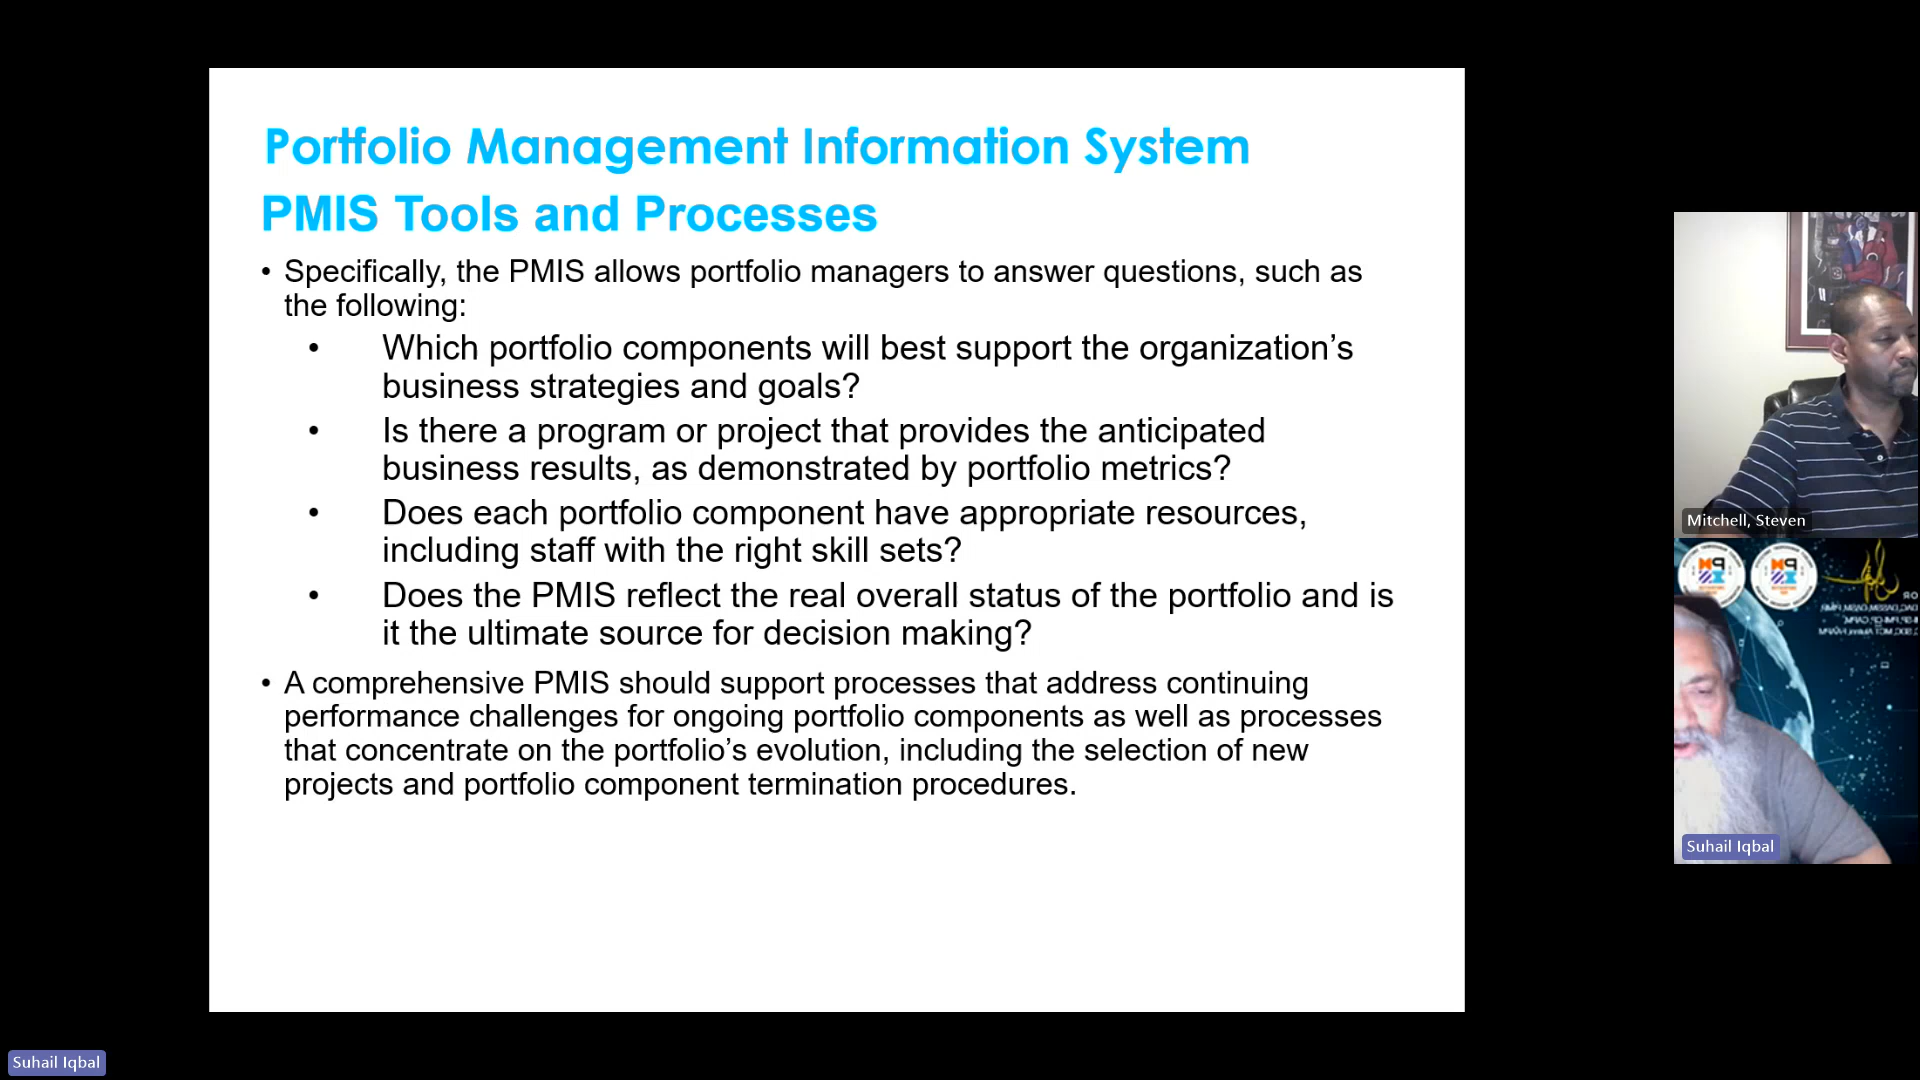 Portfolio Management Information System
PMIS Tools and Processes
• Specifically, the PMIS allows portfolio managers to answer questions, such as
the following:
• Which portfolio components will best support the organization’s
business strategies and goals?
• Is there a program or project that provides the anticipated
business results, as demonstrated by portfolio metrics?
• Does each portfolio component have appropriate resources,
including staff with the right skill sets?
• Does the PMIS reflect the real overall status of the portfolio and is
it the ultimate source for decision making?
• A comprehensive PMIS should support processes that address continuing
performance challenges for ongoing portfolio components as well as processes
that concentrate on the portfolio’s evolution, including the selection of new
projects and portfolio component termination procedures.
Mitchell, Steven
Suhail Iqbal
Suhail Iqbal